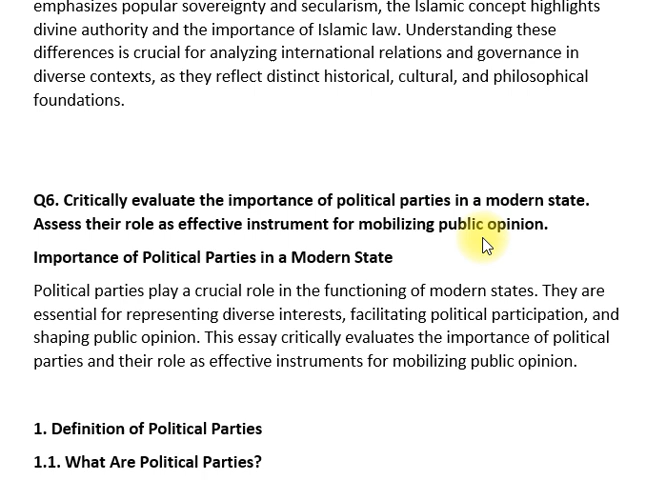 emphasizes popular sovereignty and secularism, the Islamic concept highlights
divine authority and the importance of Islamic law. Understanding these
differences is crucial for analyzing international relations and governance in
diverse contexts, as they reflect distinct historical, cultural, and philosophical
foundations.
Q6. Critically evaluate the importance of political parties in a modern state.
Assess their role as effective instrument for mobilizing public opinion.
Importance of Political Parties in a Modern State
Political parties play a crucial role in the functioning of modern states. They are
essential for representing diverse interests, facilitating political participation, and
shaping public opinion. This essay critically evaluates the importance of political
parties and their role as effective instruments for mobilizing public opinion.
1. Definition of Political Parties
1.1. What Are Political Parties?